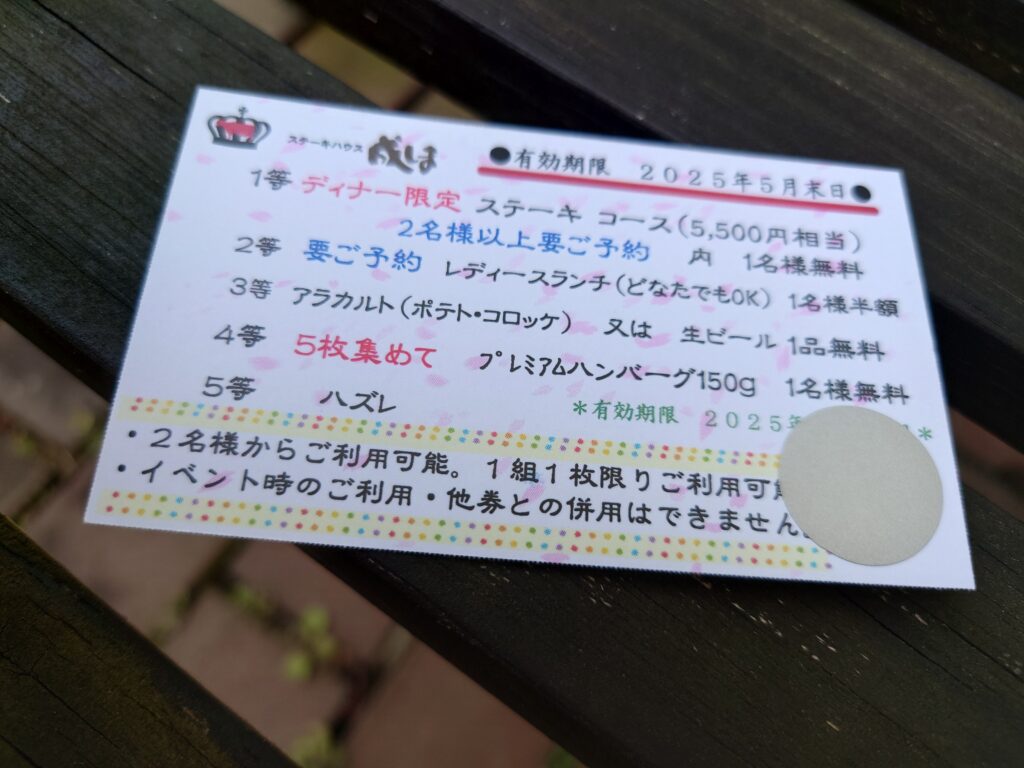 ステーキハウス 成は
●有効期限 2025年5月末日●
1等 ディナー限定 ステーキ コース(5,500円相当)
2名様以上要ご予約 内 1名様無料
2等 要ご予約 レディースランチ(どなたでもOK) 1名様半額
3等 アラカルト(ポテト・コロッケ) 又は 生ビール 1品無料
4等 5枚集めて プレミアムハンバーグ150g 1名様無料
5等 ハズレ
*有効期限 2025年 *
・2名様からご利用可能。1組1枚限りご利用可
・イベント時のご利用・他券との併用はできません